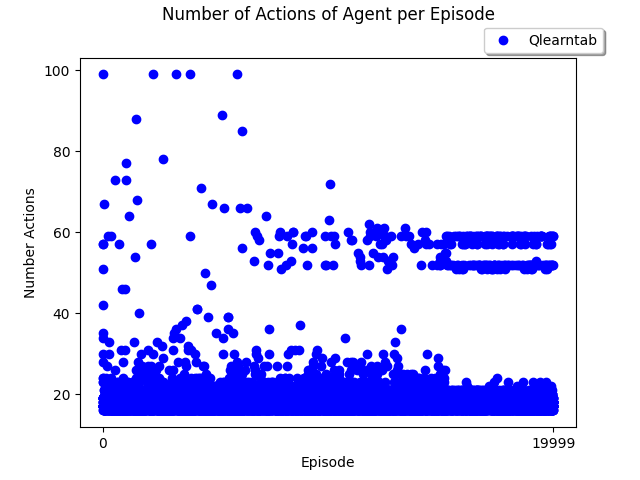 Number of Actions of Agent per Episode
Qlearntab
100
80
60
40
20
Number Actions
0
19999
Episode